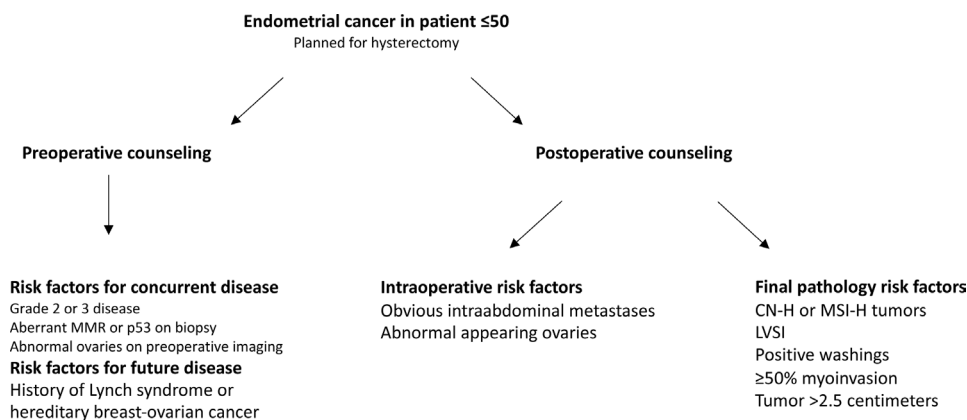 Endometrial cancer in patient ≤50
Planned for hysterectomy
Preoperative counseling
Postoperative counseling
Risk factors for concurrent disease
Grade 2 or 3 disease
Aberrant MMR or p53 on biopsy
Abnormal ovaries on preoperative imaging
Risk factors for future disease
History of Lynch syndrome or
hereditary breast-ovarian cancer
Intraoperative risk factors
Obvious intraabdominal metastases
Abnormal appearing ovaries
Final pathology risk factors
CN-H or MSI-H tumors
LVSI
Positive washings
≥50% myoinvasion
Tumor >2.5 centimeters